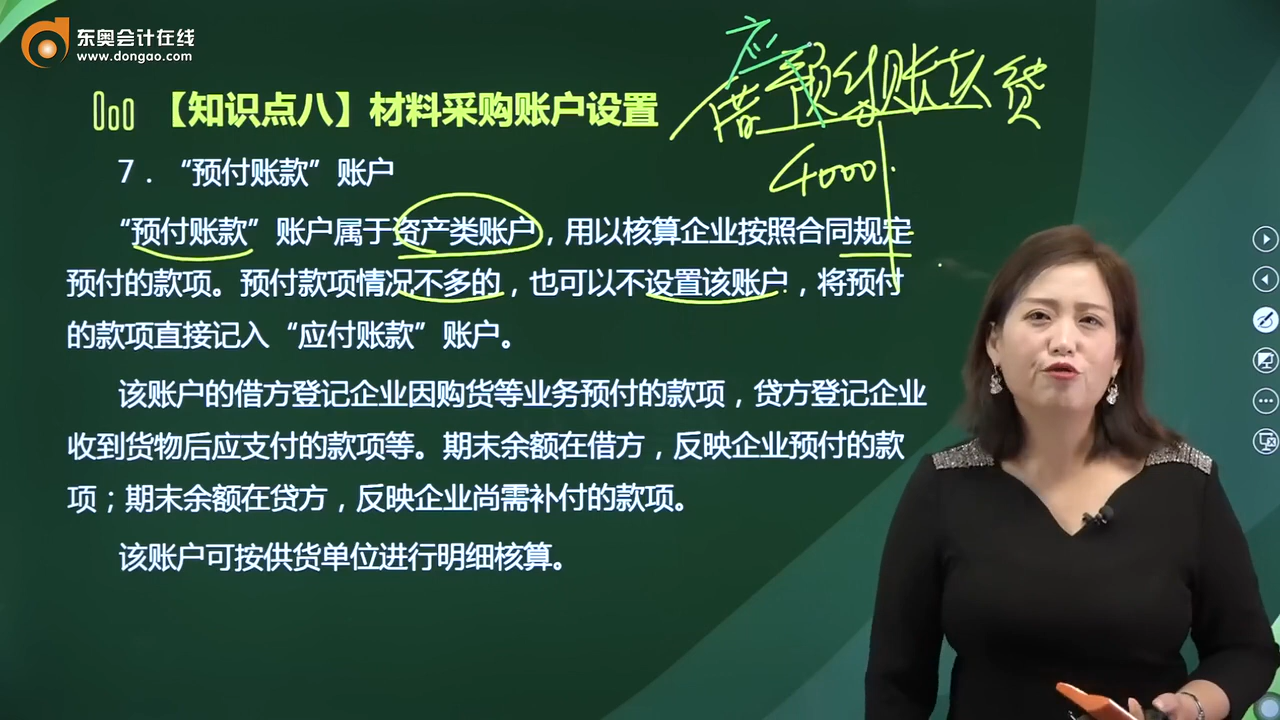 东奥会计在线
www.dongao.com
应
借 预付账款 贷
4000
【知识点八】材料采购账户设置
7．“预付账款”账户
“预付账款”账户属于资产类账户，用以核算企业按照合同规定
预付的款项。预付款项情况不多的，也可以不设置该账户，将预付
的款项直接记入“应付账款”账户。
该账户的借方登记企业因购货等业务预付的款项，贷方登记企业
收到货物后应支付的款项等。期末余额在借方，反映企业预付的款
项；期末余额在贷方，反映企业尚需补付的款项。
该账户可按供货单位进行明细核算。